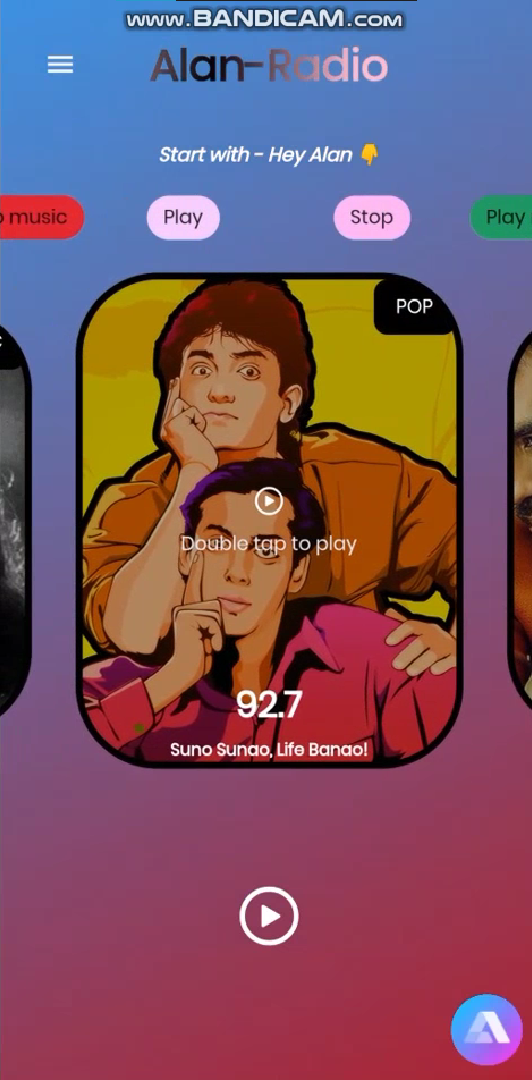 www.BANDICAM.com
Alan-Radio
Start with - Hey Alan 👇
music
Play
Stop
Play
POP
Double tap to play
92.7
Suno Sunao, Life Banao!